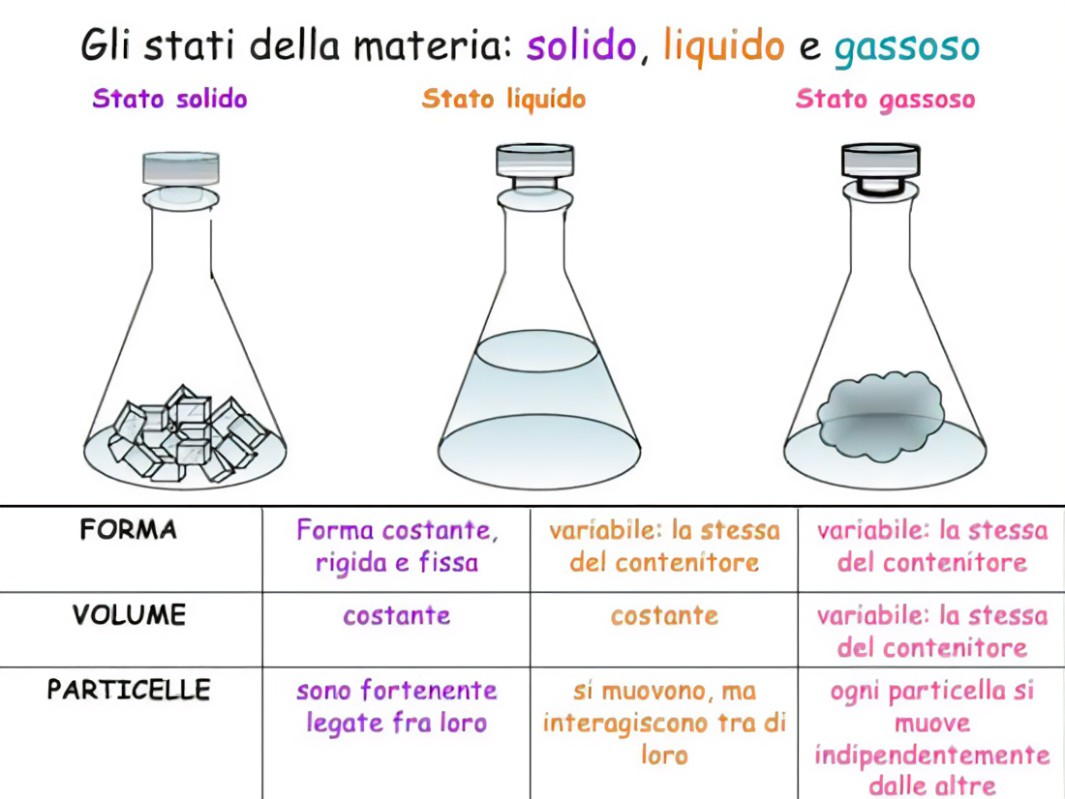 Gli stati della materia: solido, liquido e gassoso
Stato solido
Stato liquido
Stato gassoso
FORMA
Forma costante,
rigida e fissa
variabile: la stessa
del contenitore
variabile: la stessa
del contenitore
VOLUME
costante
costante
variabile: la stessa
del contenitore
PARTICELLE
sono fortenente
legate fra loro
si muovono, ma
interagiscono tra di
loro
ogni particella si
muove
indipendentemente
dalle altre